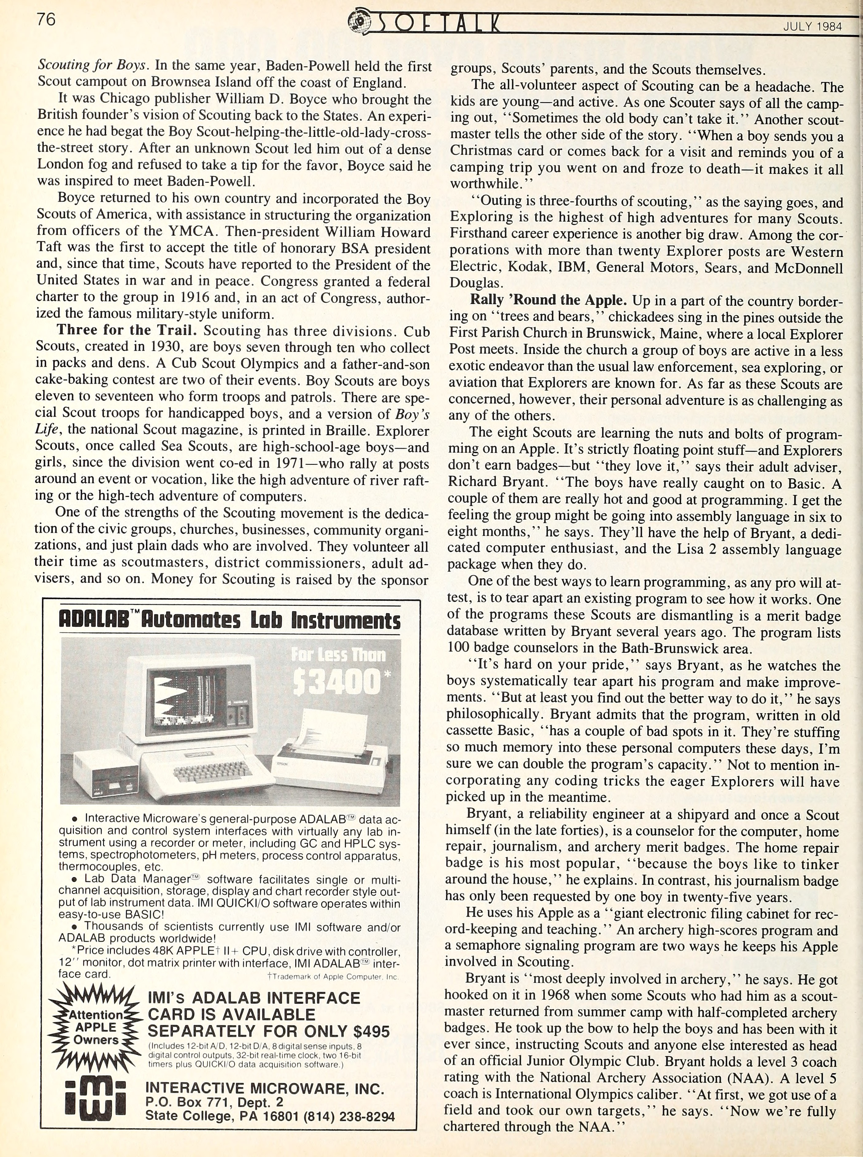 76
SOFTALK
JULY 1984
Scouting for Boys. In the same year, Baden-Powell held the first
Scout campout on Brownsea Island off the coast of England.
It was Chicago publisher William D. Boyce who brought the
British founder's vision of Scouting back to the States. An experi-
ence he had begat the Boy Scout-helping-the-little-old-lady-cross-
the-street story. After an unknown Scout led him out of a dense
London fog and refused to take a tip for the favor, Boyce said he
was inspired to meet Baden-Powell.
Boyce returned to his own country and incorporated the Boy
Scouts of America, with assistance in structuring the organization
from officers of the YMCA. Then-president William Howard
Taft was the first to accept the title of honorary BSA president
and, since that time, Scouts have reported to the President of the
United States in war and in peace. Congress granted a federal
charter to the group in 1916 and, in an act of Congress, author-
ized the famous military-style uniform.
Three for the Trail. Scouting has three divisions. Cub
Scouts, created in 1930, are boys seven through ten who collect
in packs and dens. A Cub Scout Olympics and a father-and-son
cake-baking contest are two of their events. Boy Scouts are boys
eleven to seventeen who form troops and patrols. There are spe-
cial Scout troops for handicapped boys, and a version of Boy's
Life, the national Scout magazine, is printed in Braille. Explorer
Scouts, once called Sea Scouts, are high-school-age boys—and
girls, since the division went co-ed in 1971—who rally at posts
around an event or vocation, like the high adventure of river raft-
ing or the high-tech adventure of computers.
One of the strengths of the Scouting movement is the dedica-
tion of the civic groups, churches, businesses, community organi-
zations, and just plain dads who are involved. They volunteer all
their time as scoutmasters, district commissioners, adult ad-
visers, and so on. Money for Scouting is raised by the sponsor
ADALAB™ Automates Lab Instruments
For Less Than
$3400*
• Interactive Microware's general-purpose ADALAB™ data ac-
quisition and control system interfaces with virtually any lab in-
strument using a recorder or meter, including GC and HPLC sys-
tems, spectrophotometers, pH meters, process control apparatus,
thermocouples, etc.
• Lab Data Manager™ software facilitates single or multi-
channel acquisition, storage, display and chart recorder style out-
put of lab instrument data. IMI QUICKI/O software operates within
easy-to-use BASIC!
• Thousands of scientists currently use IMI software and/or
ADALAB products worldwide!
*Price includes 48K APPLE† II+ CPU, disk drive with controller,
12'' monitor, dot matrix printer with interface, IMI ADALAB™ inter-
face card.
†Trademark of Apple Computer, Inc.
Attention
APPLE
Owners
IMI's ADALAB INTERFACE
CARD IS AVAILABLE
SEPARATELY FOR ONLY $495
(Includes 12-bit A/D, 12-bit D/A, 8 digital sense inputs, 8
digital control outputs, 32-bit real-time clock, two 16-bit
timers plus QUICKI/O data acquisition software.)
imi
INTERACTIVE MICROWARE, INC.
P.O. Box 771, Dept. 2
State College, PA 16801 (814) 238-8294
groups, Scouts' parents, and the Scouts themselves.
The all-volunteer aspect of Scouting can be a headache. The
kids are young—and active. As one Scouter says of all the camp-
ing out, ‘‘Sometimes the old body can't take it.’’ Another scout-
master tells the other side of the story. ‘‘When a boy sends you a
Christmas card or comes back for a visit and reminds you of a
camping trip you went on and froze to death—it makes it all
worthwhile.’’
‘‘Outing is three-fourths of scouting,’’ as the saying goes, and
Exploring is the highest of high adventures for many Scouts.
Firsthand career experience is another big draw. Among the cor-
porations with more than twenty Explorer posts are Western
Electric, Kodak, IBM, General Motors, Sears, and McDonnell
Douglas.
Rally 'Round the Apple. Up in a part of the country border-
ing on ‘‘trees and bears,’’ chickadees sing in the pines outside the
First Parish Church in Brunswick, Maine, where a local Explorer
Post meets. Inside the church a group of boys are active in a less
exotic endeavor than the usual law enforcement, sea exploring, or
aviation that Explorers are known for. As far as these Scouts are
concerned, however, their personal adventure is as challenging as
any of the others.
The eight Scouts are learning the nuts and bolts of program-
ming on an Apple. It's strictly floating point stuff—and Explorers
don't earn badges—but ‘‘they love it,’’ says their adult adviser,
Richard Bryant. ‘‘The boys have really caught on to Basic. A
couple of them are really hot and good at programming. I get the
feeling the group might be going into assembly language in six to
eight months,’’ he says. They'll have the help of Bryant, a dedi-
cated computer enthusiast, and the Lisa 2 assembly language
package when they do.
One of the best ways to learn programming, as any pro will at-
test, is to tear apart an existing program to see how it works. One
of the programs these Scouts are dismantling is a merit badge
database written by Bryant several years ago. The program lists
100 badge counselors in the Bath-Brunswick area.
‘‘It's hard on your pride,’’ says Bryant, as he watches the
boys systematically tear apart his program and make improve-
ments. ‘‘But at least you find out the better way to do it,’’ he says
philosophically. Bryant admits that the program, written in old
cassette Basic, ‘‘has a couple of bad spots in it. They're stuffing
so much memory into these personal computers these days, I'm
sure we can double the program's capacity.’’ Not to mention in-
corporating any coding tricks the eager Explorers will have
picked up in the meantime.
Bryant, a reliability engineer at a shipyard and once a Scout
himself (in the late forties), is a counselor for the computer, home
repair, journalism, and archery merit badges. The home repair
badge is his most popular, ‘‘because the boys like to tinker
around the house,’’ he explains. In contrast, his journalism badge
has only been requested by one boy in twenty-five years.
He uses his Apple as a ‘‘giant electronic filing cabinet for rec-
ord-keeping and teaching.’’ An archery high-scores program and
a semaphore signaling program are two ways he keeps his Apple
involved in Scouting.
Bryant is ‘‘most deeply involved in archery,’’ he says. He got
hooked on it in 1968 when some Scouts who had him as a scout-
master returned from summer camp with half-completed archery
badges. He took up the bow to help the boys and has been with it
ever since, instructing Scouts and anyone else interested as head
of an official Junior Olympic Club. Bryant holds a level 3 coach
rating with the National Archery Association (NAA). A level 5
coach is International Olympics caliber. ‘‘At first, we got use of a
field and took our own targets,’’ he says. ‘‘Now we're fully
chartered through the NAA.’’